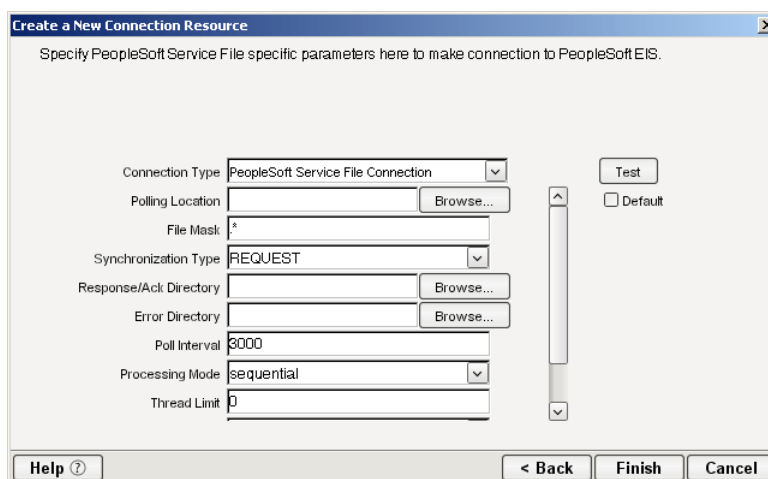 Create a New Connection Resource
Specify PeopleSoft Service File specific parameters here to make connection to PeopleSoft EIS.
Connection Type PeopleSoft Service File Connection Test
Polling Location Browse... Default
File Mask .*
Synchronization Type REQUEST
Response/Ack Directory Browse...
Error Directory Browse...
Poll Interval 3000
Processing Mode sequential
Thread Limit 0
Help ? < Back Finish Cancel